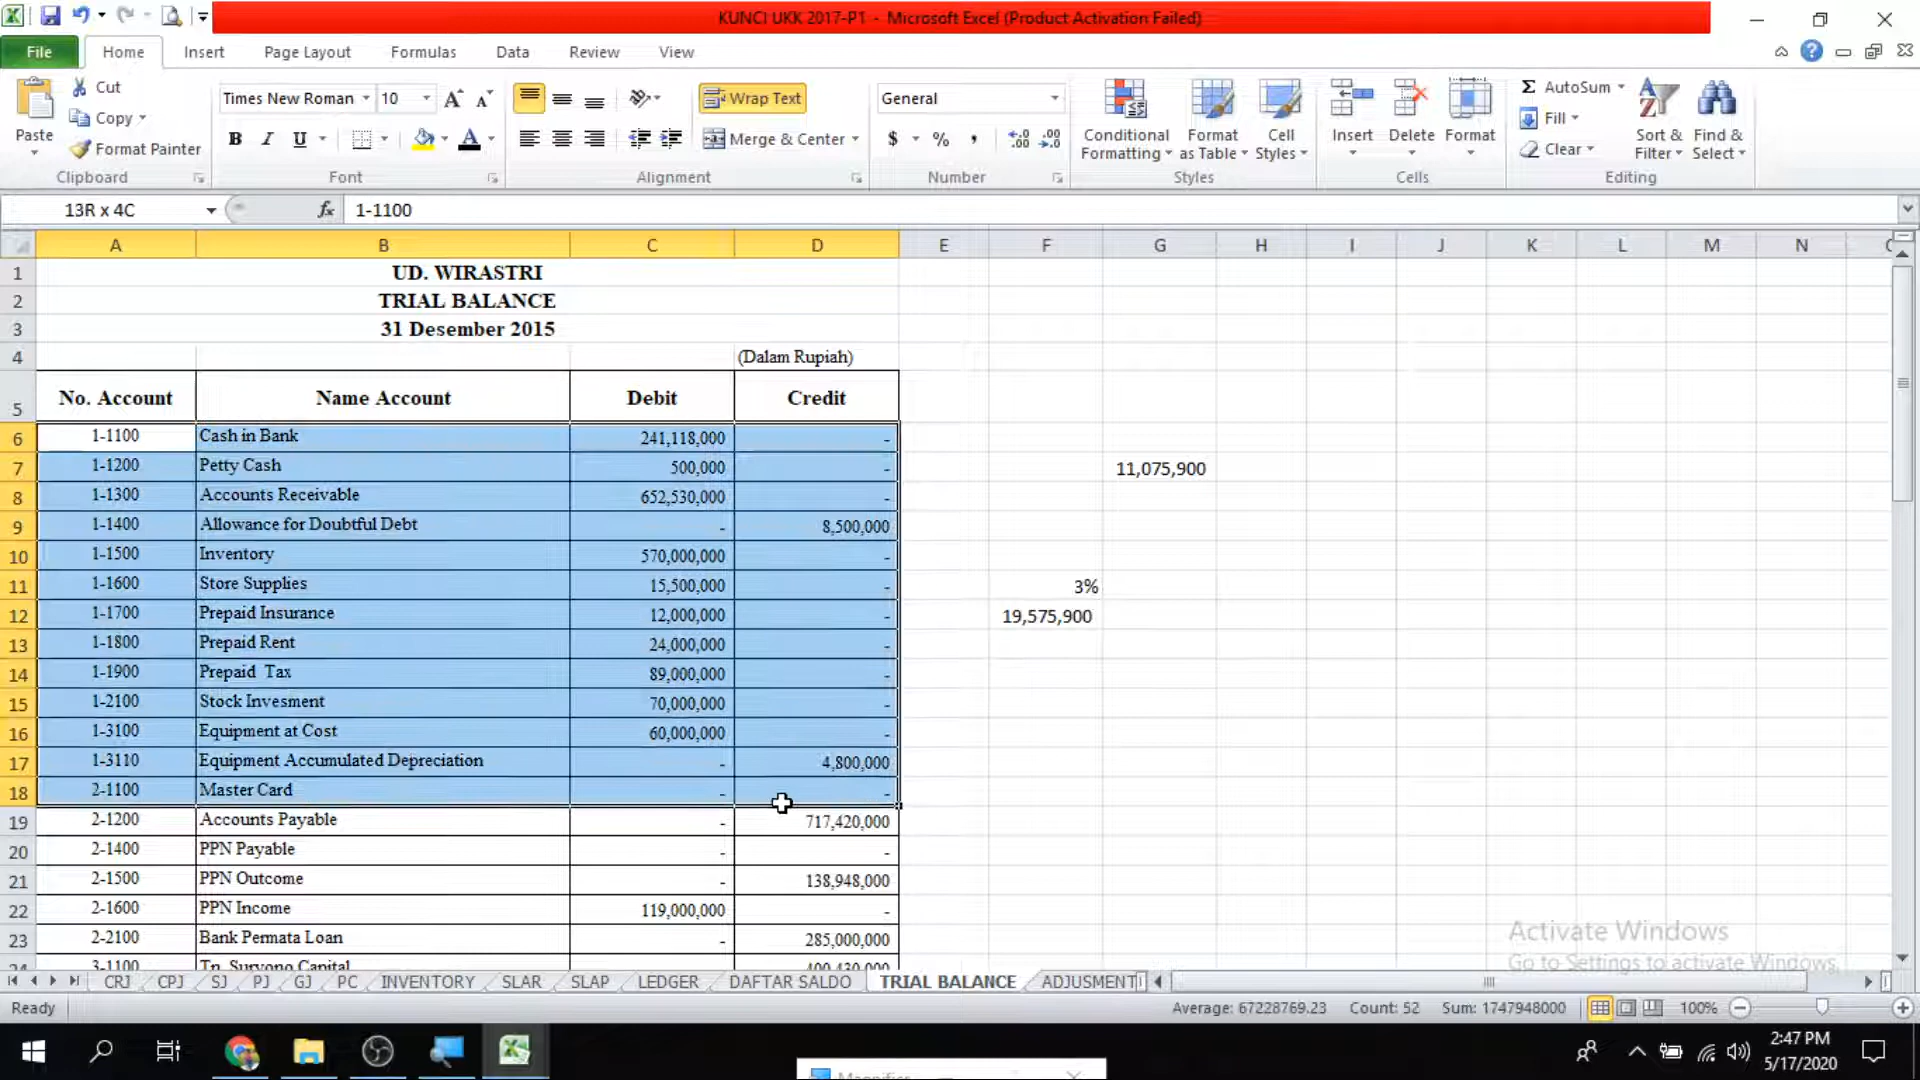 KUNCI UKK 2017-P1 - Microsoft Excel (Product Activation Failed)
File Home Insert Page Layout Formulas Data Review View
Paste Cut Copy Format Painter Clipboard
Times New Roman 10 B I U A Font
Wrap Text Merge & Center Alignment
General $ % , Number
Conditional Formatting Format as Table Cell Styles Styles
Insert Delete Format Cells
Σ AutoSum Fill Clear Sort & Filter Find & Select Editing
13R x 4C fx 1-1100
A B C D E F G H I J K L M N
1 UD. WIRASTRI
2 TRIAL BALANCE
3 31 Desember 2015
4 (Dalam Rupiah)
5 No. Account Name Account Debit Credit
6 1-1100 Cash in Bank 241,118,000 -
7 1-1200 Petty Cash 500,000 - 11,075,900
8 1-1300 Accounts Receivable 652,530,000 -
9 1-1400 Allowance for Doubtful Debt - 8,500,000
10 1-1500 Inventory 570,000,000 -
11 1-1600 Store Supplies 15,500,000 - 3%
12 1-1700 Prepaid Insurance 12,000,000 - 19,575,900
13 1-1800 Prepaid Rent 24,000,000 -
14 1-1900 Prepaid  Tax 89,000,000 -
15 1-2100 Stock Invesment 70,000,000 -
16 1-3100 Equipment at Cost 60,000,000 -
17 1-3110 Equipment Accumulated Depreciation - 4,800,000
18 2-1100 Master Card - -
19 2-1200 Accounts Payable - 717,420,000
20 2-1400 PPN Payable - -
21 2-1500 PPN Outcome - 138,948,000
22 2-1600 PPN Income 119,000,000 -
23 2-2100 Bank Permata Loan - 285,000,000
24 3-1100 Tn. Suryono Capital 400,430,000
Activate Windows
Go to Settings to activate Windows.
CRJ CPJ SJ PJ GJ PC INVENTORY SLAR SLAP LEDGER DAFTAR SALDO TRIAL BALANCE ADJUSMENT
Ready Average: 67228769.23 Count: 52 Sum: 1747948000 100%
Magnifier
2:47 PM
5/17/2020